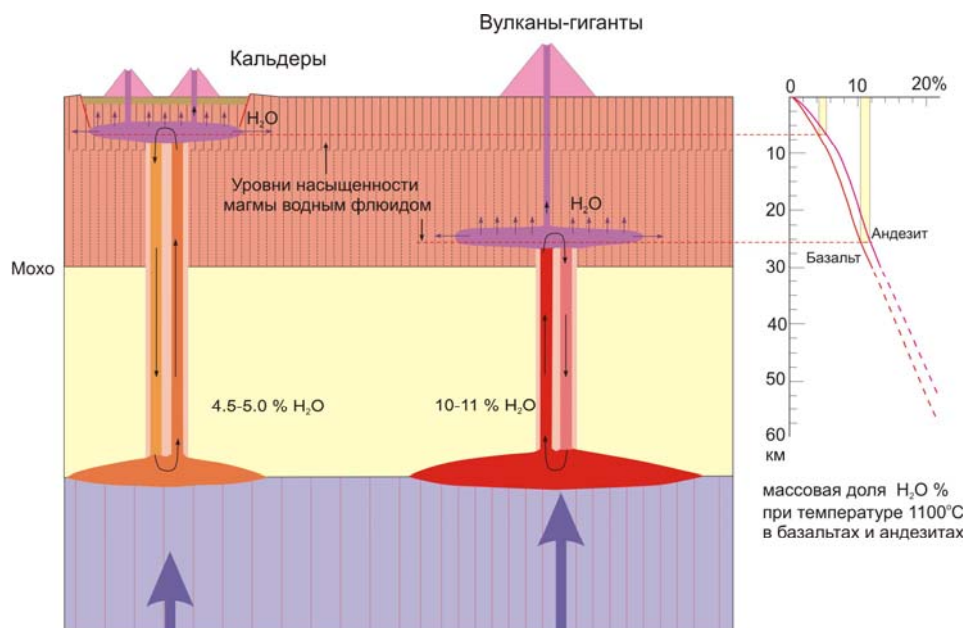 Вулканы-гиганты
Кальдеры
H₂O
Уровни насыщенности
магмы водным флюидом
H₂O
Мохо
4.5-5.0 % H₂O
10-11 % H₂O
0 10 20%
10
20
30
40
50
60
км
Андезит
Базальт
массовая доля H₂O %
при температуре 1100°C
в базальтах и андезитах